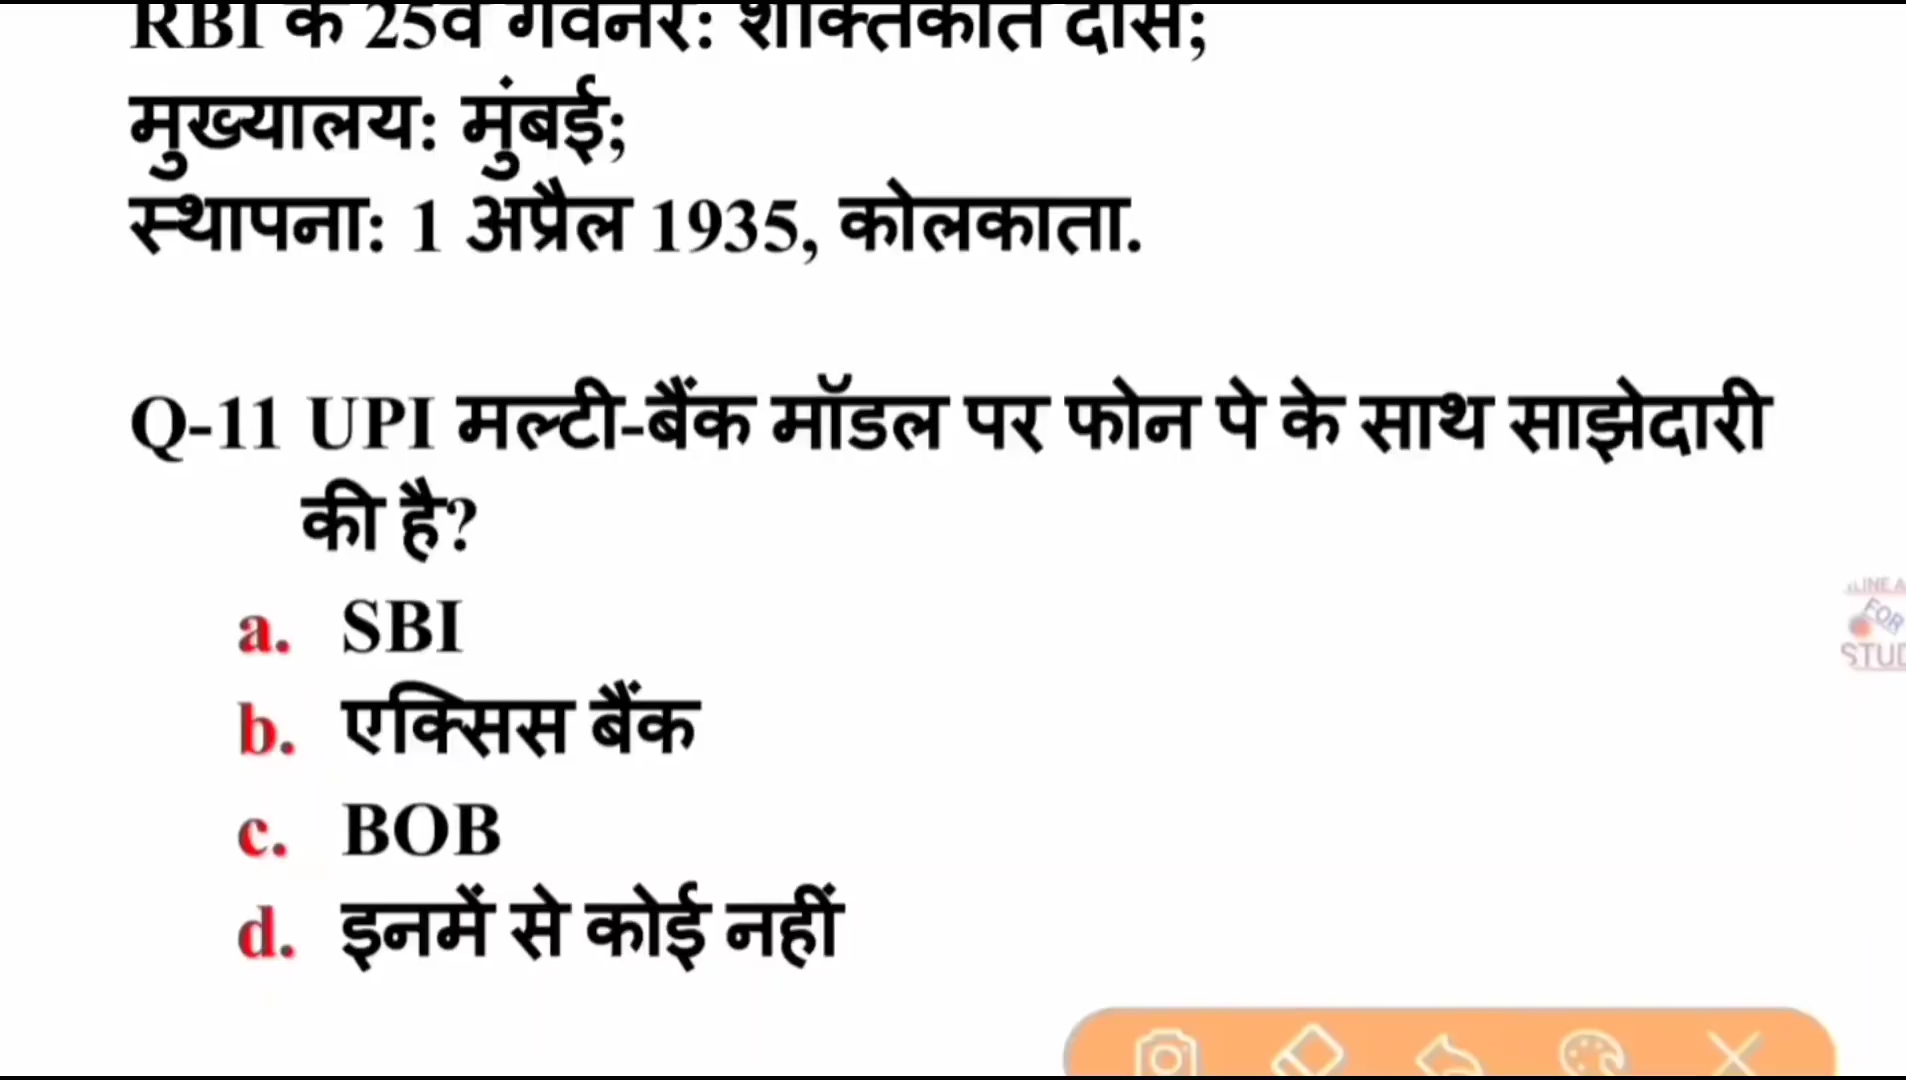 RBI के 25वें गवर्नर: शक्तिकांत दास;
मुख्यालय: मुंबई;
स्थापना: 1 अप्रैल 1935, कोलकाता.
Q-11 UPI मल्टी-बैंक मॉडल पर फोन पे के साथ साझेदारी
की है?
a. SBI
b. एक्सिस बैंक
c. BOB
d. इनमें से कोई नहीं
FOR